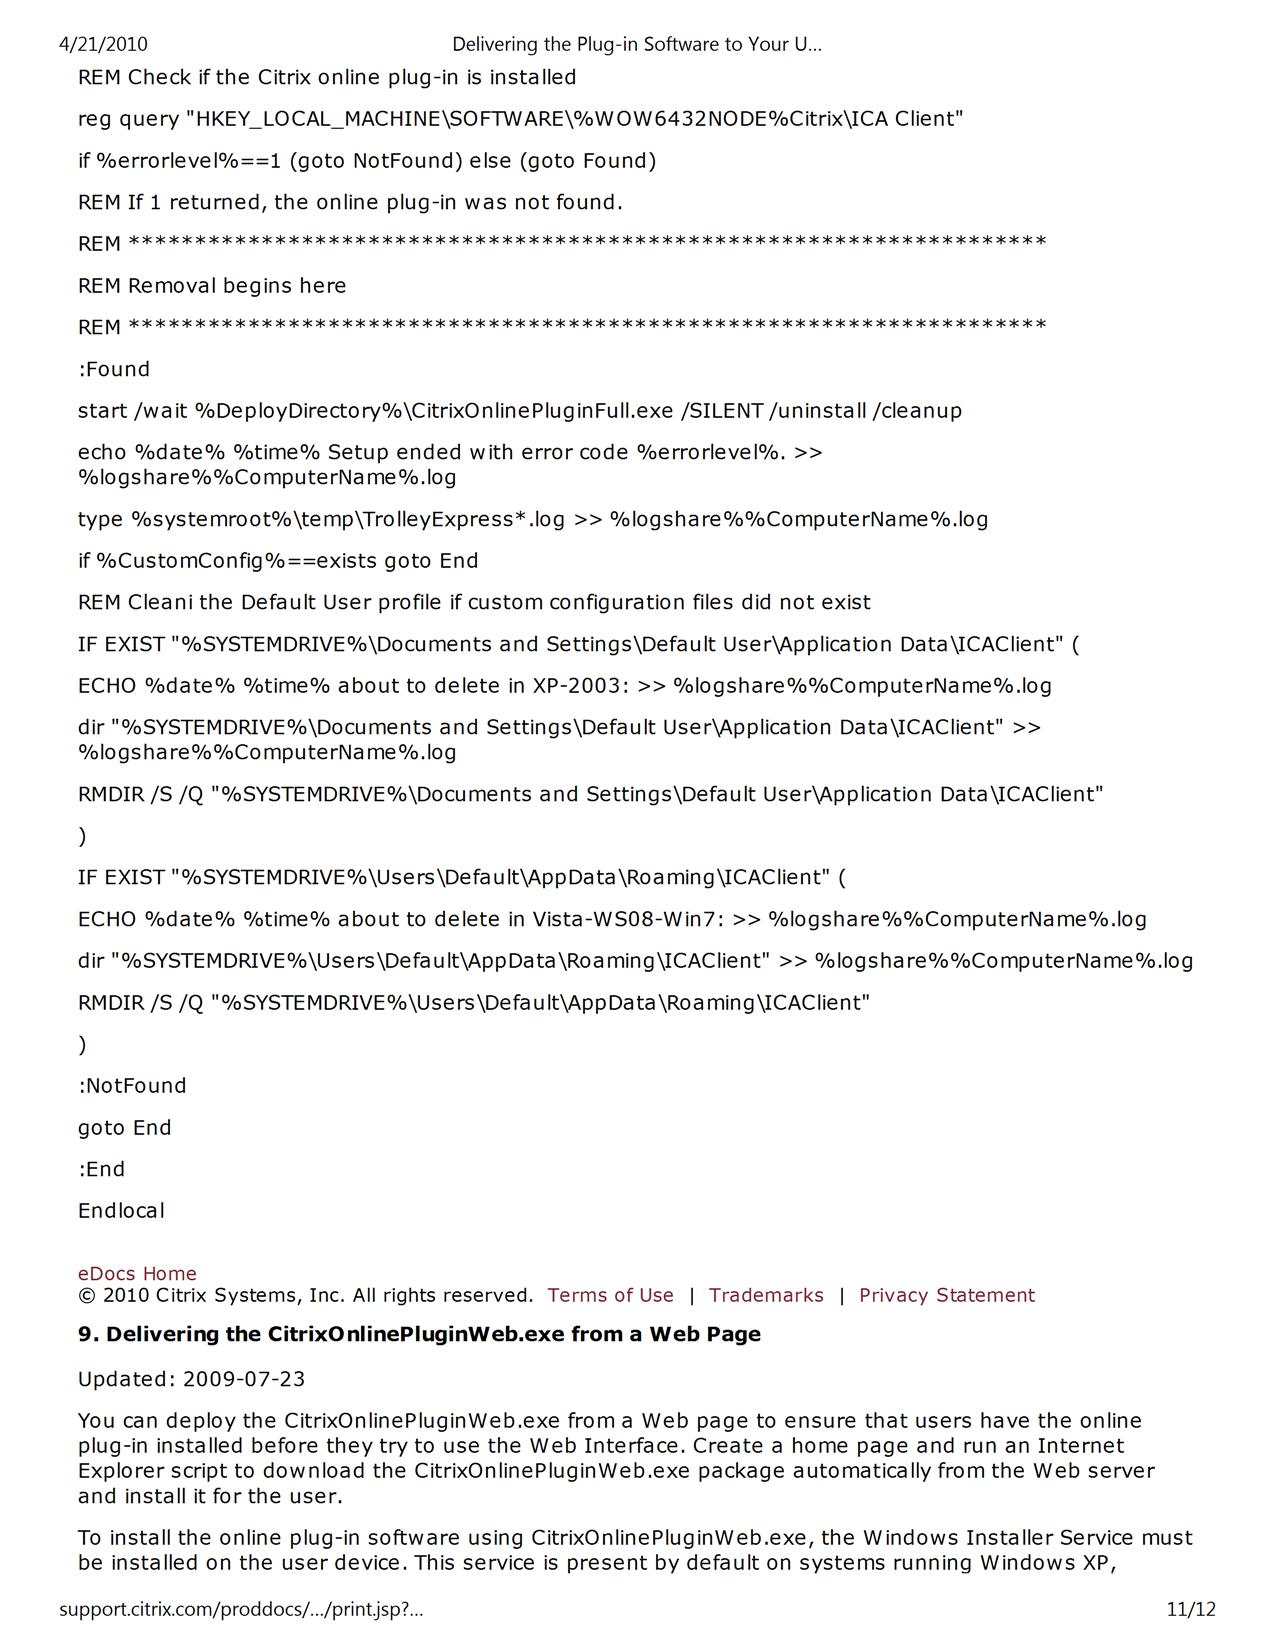 4/21/2010 Delivering the Plug-in Software to Your U...
REM Check if the Citrix online plug-in is installed
reg query "HKEY_LOCAL_MACHINE\SOFTWARE\%WOW6432NODE%Citrix\ICA Client"
if %errorlevel%==1 (goto NotFound) else (goto Found)
REM If 1 returned, the online plug-in was not found.
REM *********************************************************************
REM Removal begins here
REM *********************************************************************
:Found
start /wait %DeployDirectory%\CitrixOnlinePluginFull.exe /SILENT /uninstall /cleanup
echo %date% %time% Setup ended with error code %errorlevel%. >>
%logshare%%ComputerName%.log
type %systemroot%\temp\TrolleyExpress*.log >> %logshare%%ComputerName%.log
if %CustomConfig%==exists goto End
REM Cleani the Default User profile if custom configuration files did not exist
IF EXIST "%SYSTEMDRIVE%\Documents and Settings\Default User\Application Data\ICAClient" (
ECHO %date% %time% about to delete in XP-2003: >> %logshare%%ComputerName%.log
dir "%SYSTEMDRIVE%\Documents and Settings\Default User\Application Data\ICAClient" >>
%logshare%%ComputerName%.log
RMDIR /S /Q "%SYSTEMDRIVE%\Documents and Settings\Default User\Application Data\ICAClient"
)
IF EXIST "%SYSTEMDRIVE%\Users\Default\AppData\Roaming\ICAClient" (
ECHO %date% %time% about to delete in Vista-WS08-Win7: >> %logshare%%ComputerName%.log
dir "%SYSTEMDRIVE%\Users\Default\AppData\Roaming\ICAClient" >> %logshare%%ComputerName%.log
RMDIR /S /Q "%SYSTEMDRIVE%\Users\Default\AppData\Roaming\ICAClient"
)
:NotFound
goto End
:End
Endlocal
eDocs Home
© 2010 Citrix Systems, Inc. All rights reserved. Terms of Use | Trademarks | Privacy Statement
9. Delivering the CitrixOnlinePluginWeb.exe from a Web Page
Updated: 2009-07-23
You can deploy the CitrixOnlinePluginWeb.exe from a Web page to ensure that users have the online
plug-in installed before they try to use the Web Interface. Create a home page and run an Internet
Explorer script to download the CitrixOnlinePluginWeb.exe package automatically from the Web server
and install it for the user.
To install the online plug-in software using CitrixOnlinePluginWeb.exe, the Windows Installer Service must
be installed on the user device. This service is present by default on systems running Windows XP,
support.citrix.com/proddocs/.../print.jsp?... 11/12